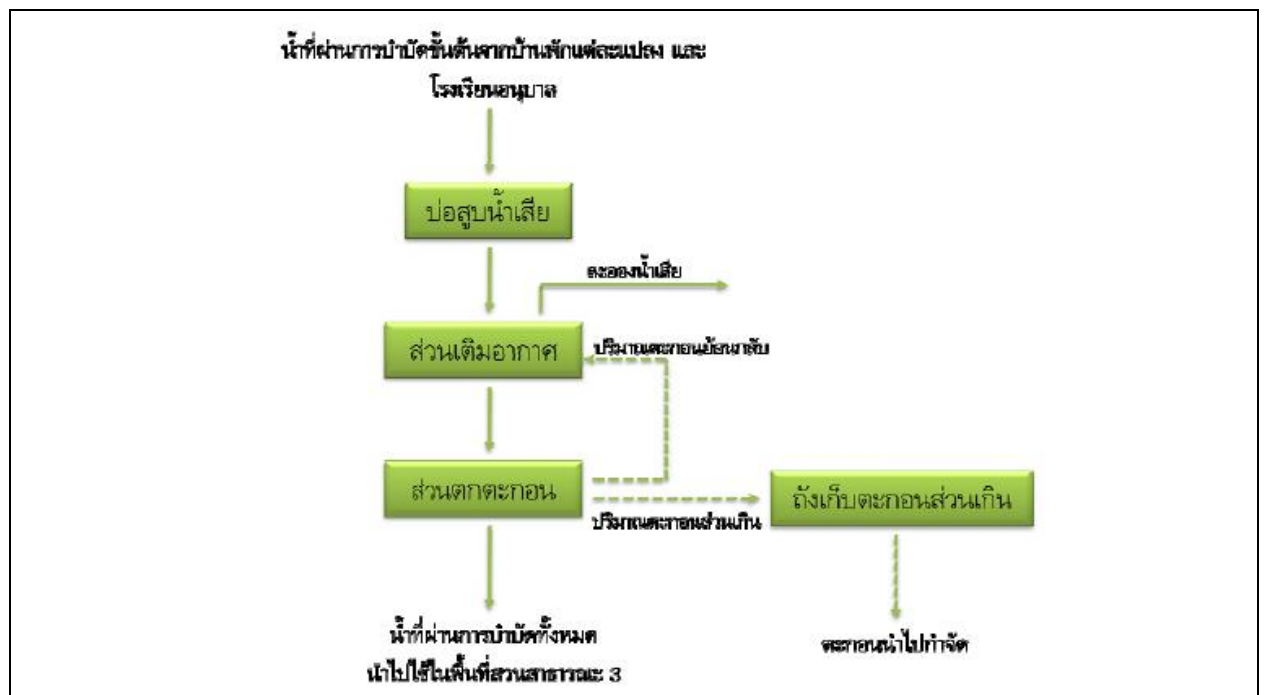 น้ำที่ผ่านการบำบัดขั้นต้นจากบ้านพักแต่ละแปลง และ
โรงเรียนอนุบาล
บ่อสูบน้ำเสีย
ละอองน้ำเสีย
ส่วนเติมอากาศ
ปริมาณตะกอนย้อนกลับ
ส่วนตกตะกอน
ถังเก็บตะกอนส่วนเกิน
ปริมาณตะกอนส่วนเกิน
น้ำที่ผ่านการบำบัดทั้งหมด
นำไปใช้ในพื้นที่สวนสาธารณะ 3
ตะกอนนำไปกำจัด